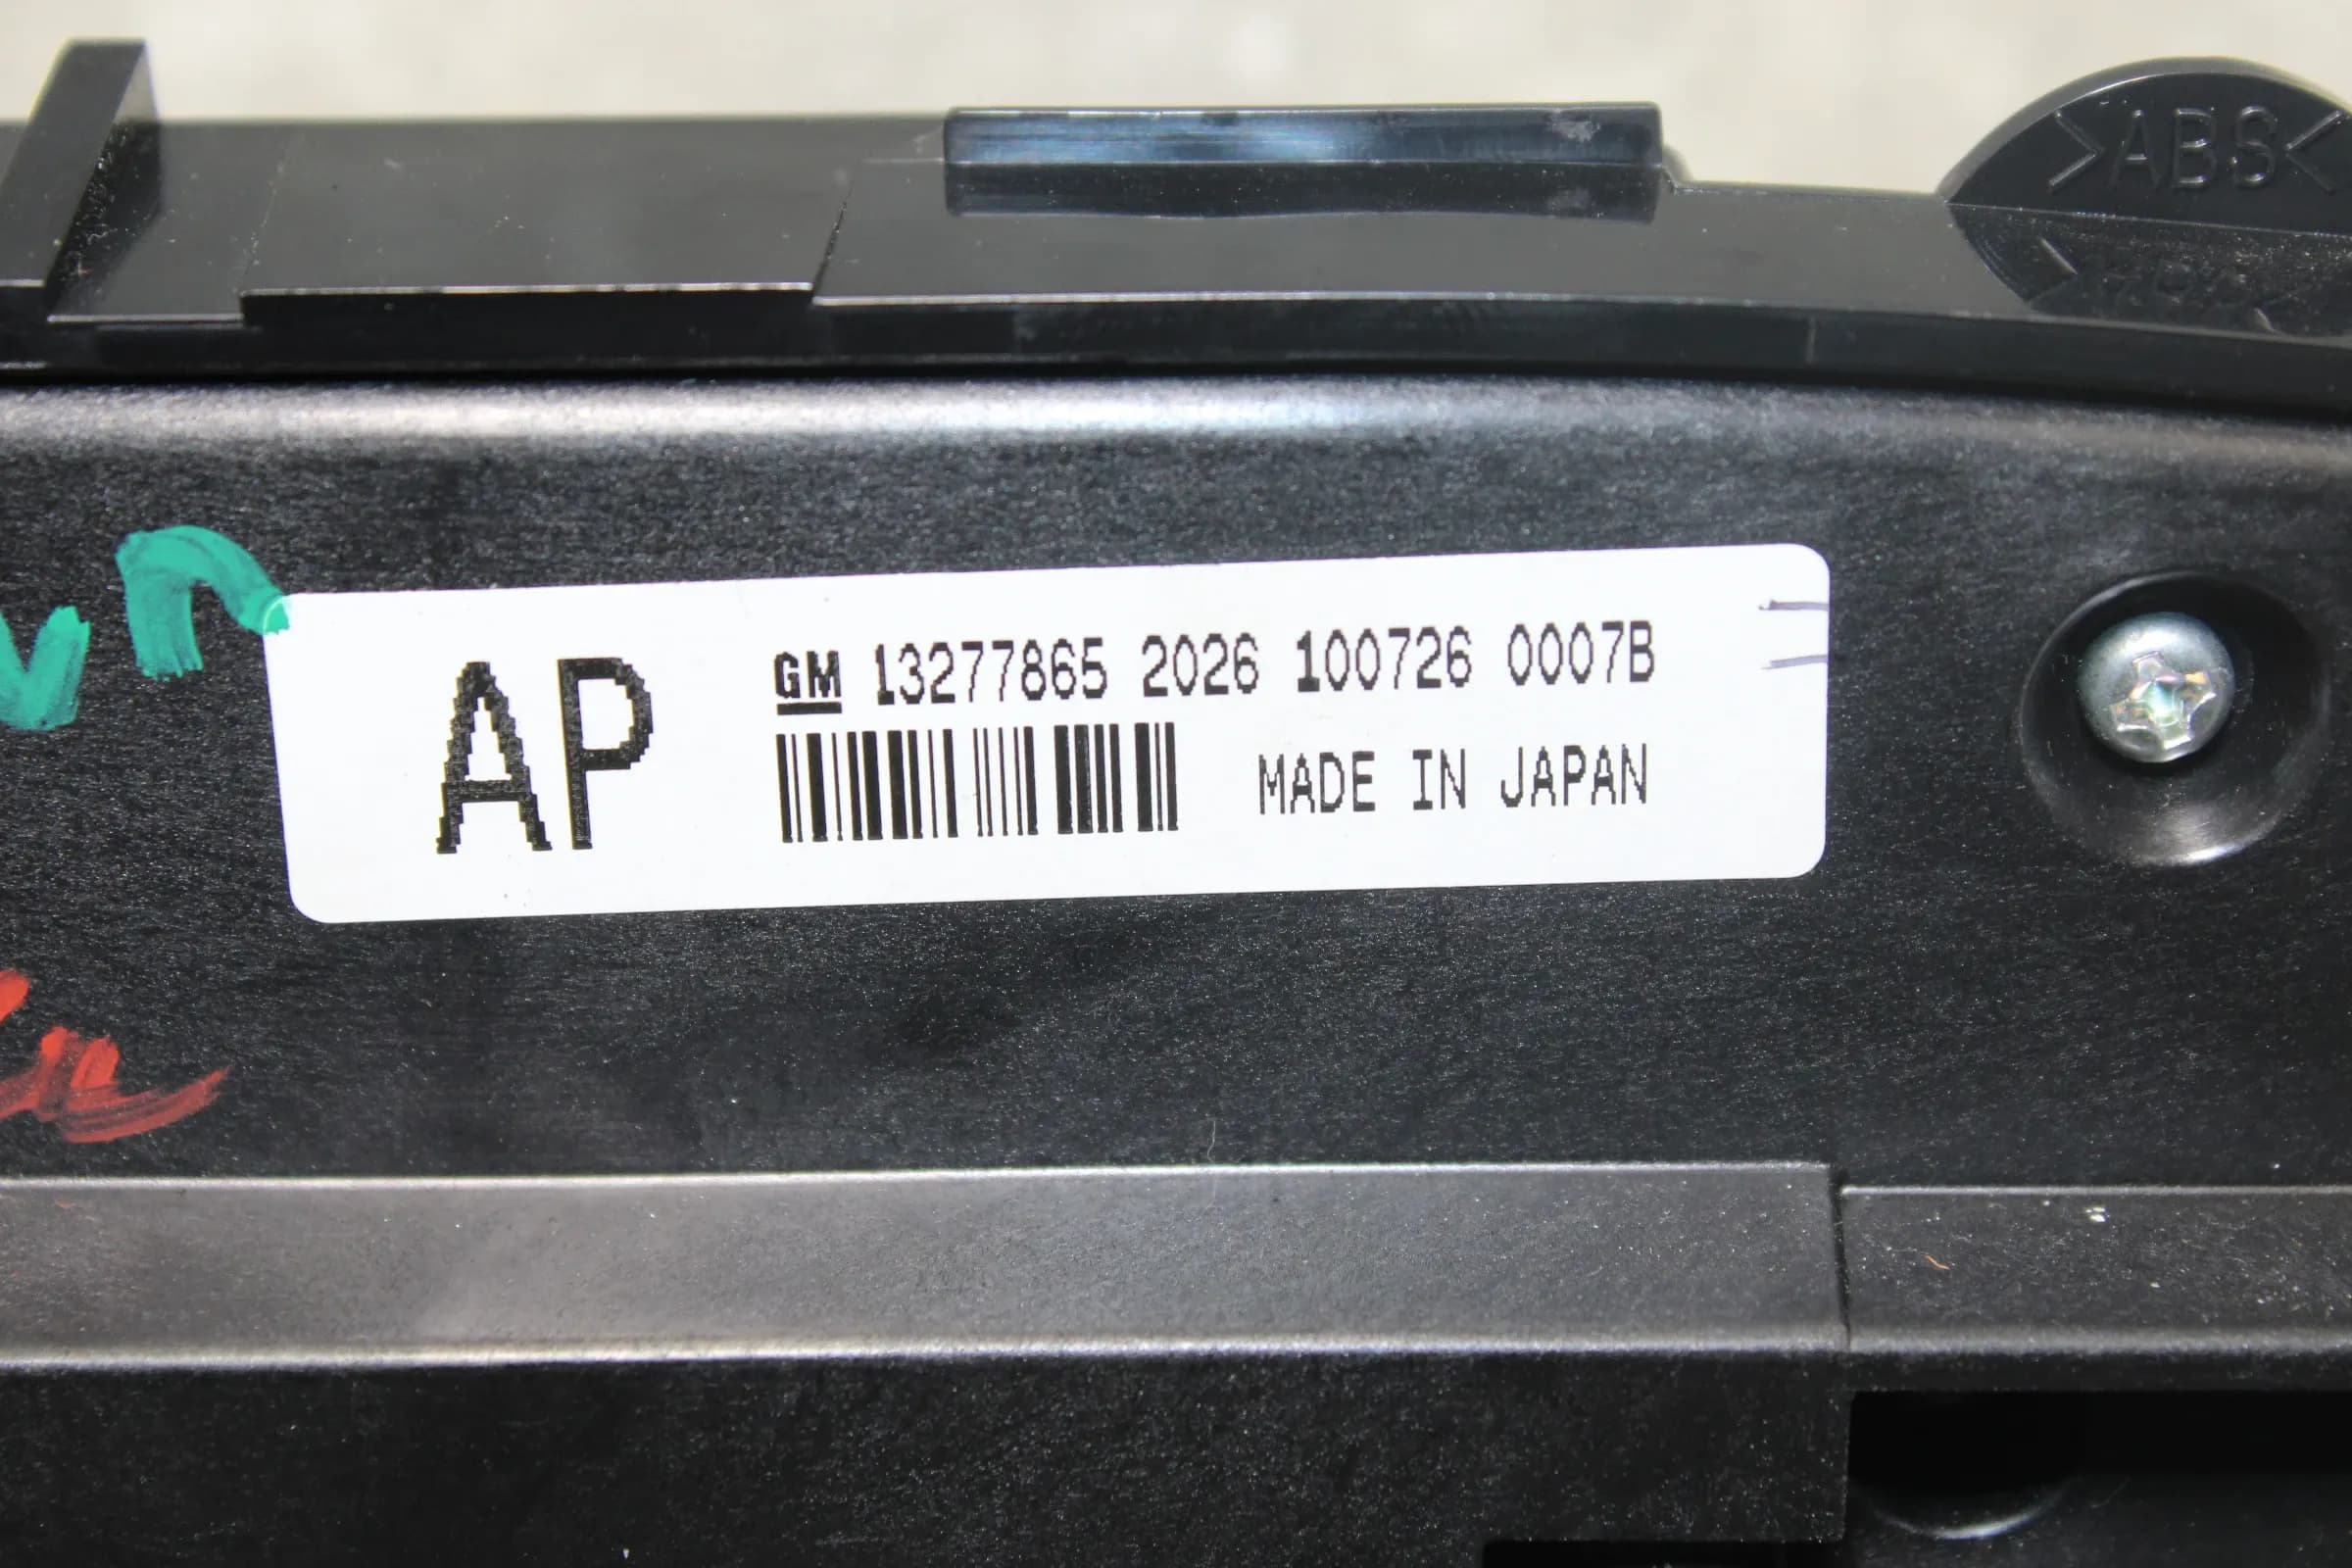 >ABS<
AP
GM 13277865 2026 100726 0007B
MADE IN JAPAN